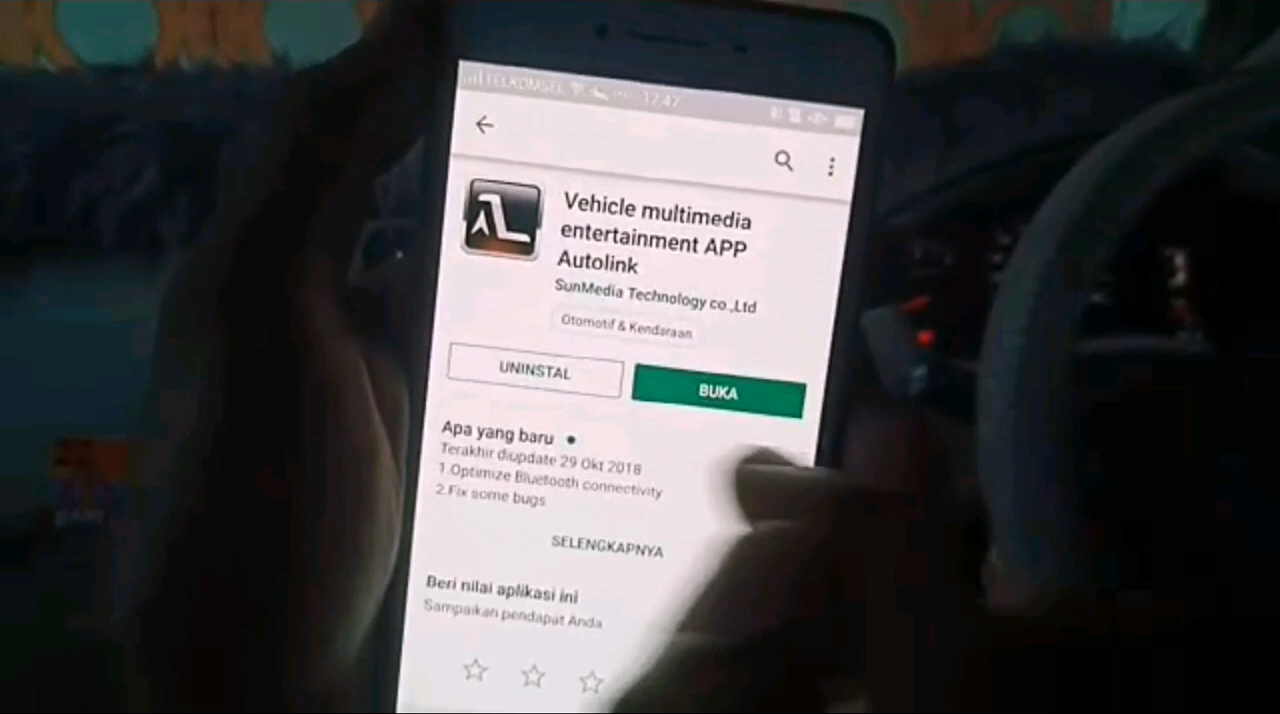 TELKOMSEL 12:47
Vehicle multimedia
entertainment APP
Autolink
SunMedia Technology co.,Ltd
Otomotif & Kendaraan
UNINSTAL
BUKA
Apa yang baru
Terakhir diupdate 29 Okt 2018
1.Optimize Bluetooth connectivity
2.Fix some bugs
SELENGKAPNYA
Beri nilai aplikasi ini
Sampaikan pendapat Anda